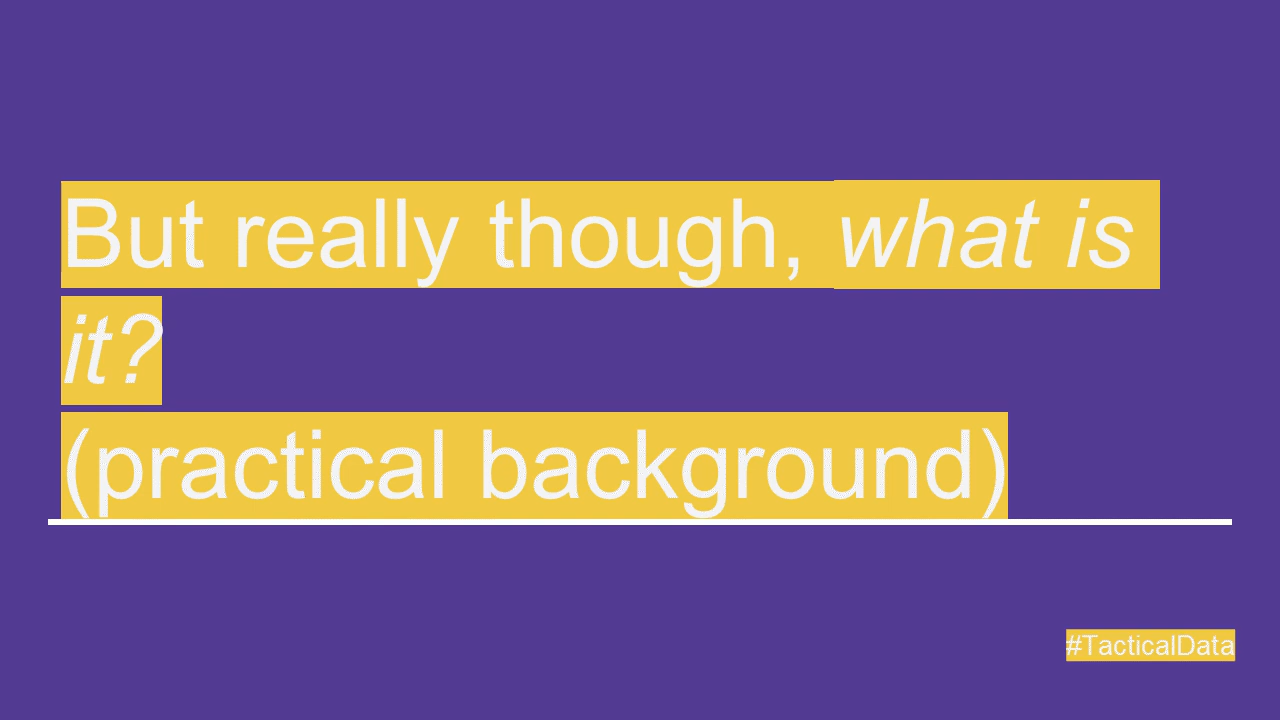 But really though, what is
it?
(practical background)
#TacticalData